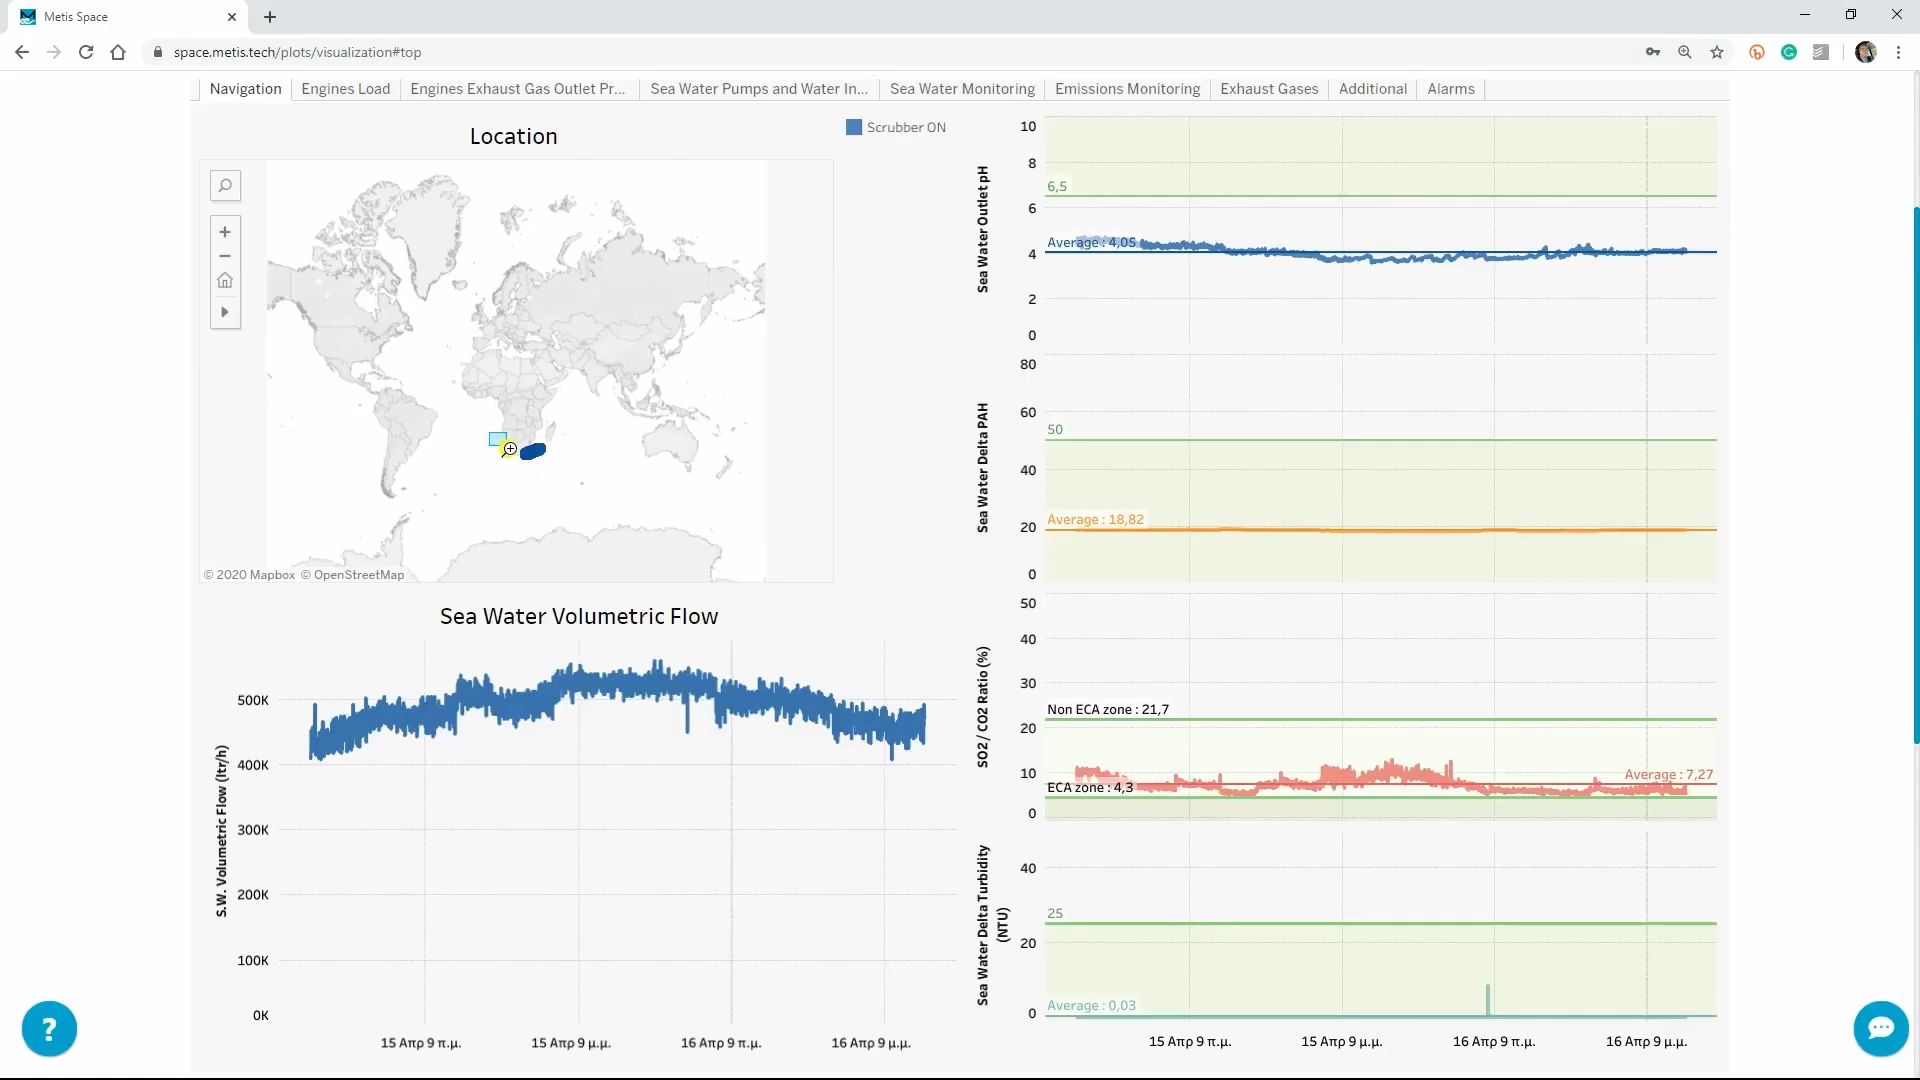 Metis Space
space.metis.tech/plots/visualization#top
Navigation
Engines Load
Engines Exhaust Gas Outlet Pr...
Sea Water Pumps and Water In...
Sea Water Monitoring
Emissions Monitoring
Exhaust Gases
Additional
Alarms
Location
Scrubber ON
© 2020 Mapbox © OpenStreetMap
Sea Water Volumetric Flow
S.W. Volumetric Flow (ltr/h)
500K
400K
300K
200K
100K
0K
15 Απρ 9 π.μ.
15 Απρ 9 μ.μ.
16 Απρ 9 π.μ.
16 Απρ 9 μ.μ.
Sea Water Outlet pH
10
8
6,5
6
Average : 4,05
4
2
0
Sea Water Delta PAH
80
60
50
40
Average : 18,82
20
0
SO2/ CO2 Ratio (%)
50
40
30
Non ECA zone : 21,7
20
10
Average : 7,27
ECA zone : 4,3
0
Sea Water Delta Turbidity
(NTU)
40
25
20
Average : 0,03
0
15 Απρ 9 π.μ.
15 Απρ 9 μ.μ.
16 Απρ 9 π.μ.
16 Απρ 9 μ.μ.
?